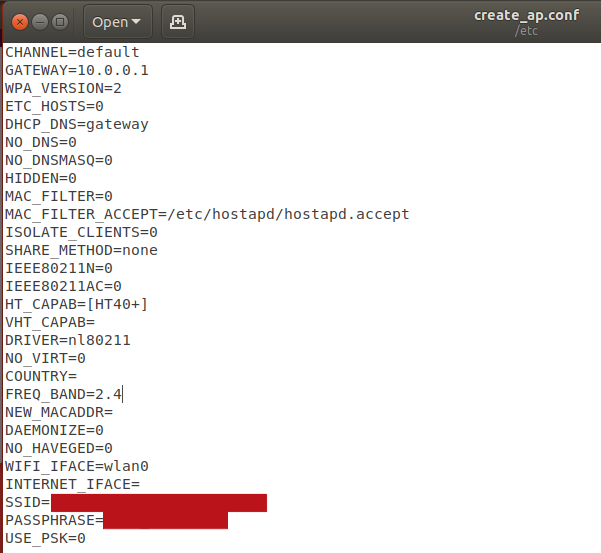 Open
create_ap.conf
/etc
CHANNEL=default
GATEWAY=10.0.0.1
WPA_VERSION=2
ETC_HOSTS=0
DHCP_DNS=gateway
NO_DNS=0
NO_DNSMASQ=0
HIDDEN=0
MAC_FILTER=0
MAC_FILTER_ACCEPT=/etc/hostapd/hostapd.accept
ISOLATE_CLIENTS=0
SHARE_METHOD=none
IEEE80211N=0
IEEE80211AC=0
HT_CAPAB=[HT40+]
VHT_CAPAB=
DRIVER=nl80211
NO_VIRT=0
COUNTRY=
FREQ_BAND=2.4
NEW_MACADDR=
DAEMONIZE=0
NO_HAVEGED=0
WIFI_IFACE=wlan0
INTERNET_IFACE=
SSID=
PASSPHRASE=
USE_PSK=0